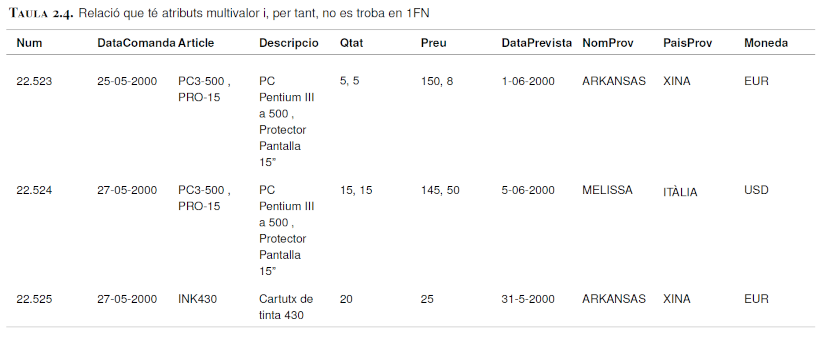 TAULA 2.4. Relació que té atributs multivalor i, per tant, no es troba en 1FN
Num DataComanda Article Descripcio Qtat Preu DataPrevista NomProv PaisProv Moneda
22.523 25-05-2000 PC3-500 , PC 5, 5 150, 8 1-06-2000 ARKANSAS XINA EUR
PRO-15 Pentium III
a 500 ,
Protector
Pantalla
15”
22.524 27-05-2000 PC3-500 , PC 15, 15 145, 50 5-06-2000 MELISSA ITÀLIA USD
PRO-15 Pentium III
a 500 ,
Protector
Pantalla
15”
22.525 27-05-2000 INK430 Cartutx de 20 25 31-5-2000 ARKANSAS XINA EUR
tinta 430